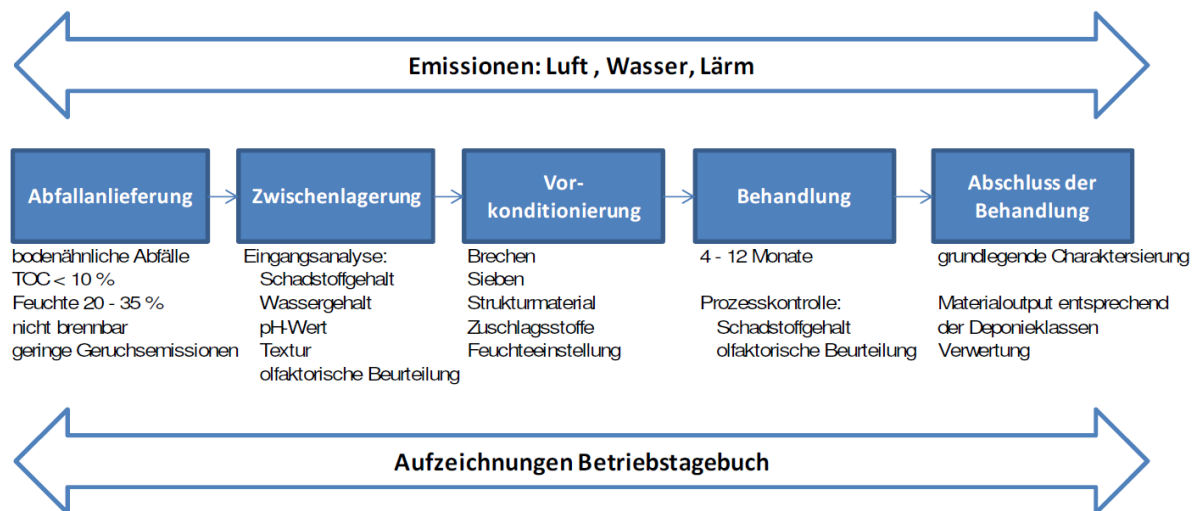 Emissionen: Luft , Wasser, Lärm
Abfallanlieferung
bodenähnliche Abfälle
TOC < 10 %
Feuchte 20 - 35 %
nicht brennbar
geringe Geruchsemissionen
Zwischenlagerung
Eingangsanalyse:
Schadstoffgehalt
Wassergehalt
pH-Wert
Textur
olfaktorische Beurteilung
Vor-
konditionierung
Brechen
Sieben
Strukturmaterial
Zuschlagsstoffe
Feuchteeinstellung
Behandlung
4 - 12 Monate
Prozesskontrolle:
Schadstoffgehalt
olfaktorische Beurteilung
Abschluss der
Behandlung
grundlegende Charaktersierung
Materialoutput entsprechend
der Deponieklassen
Verwertung
Aufzeichnungen Betriebstagebuch